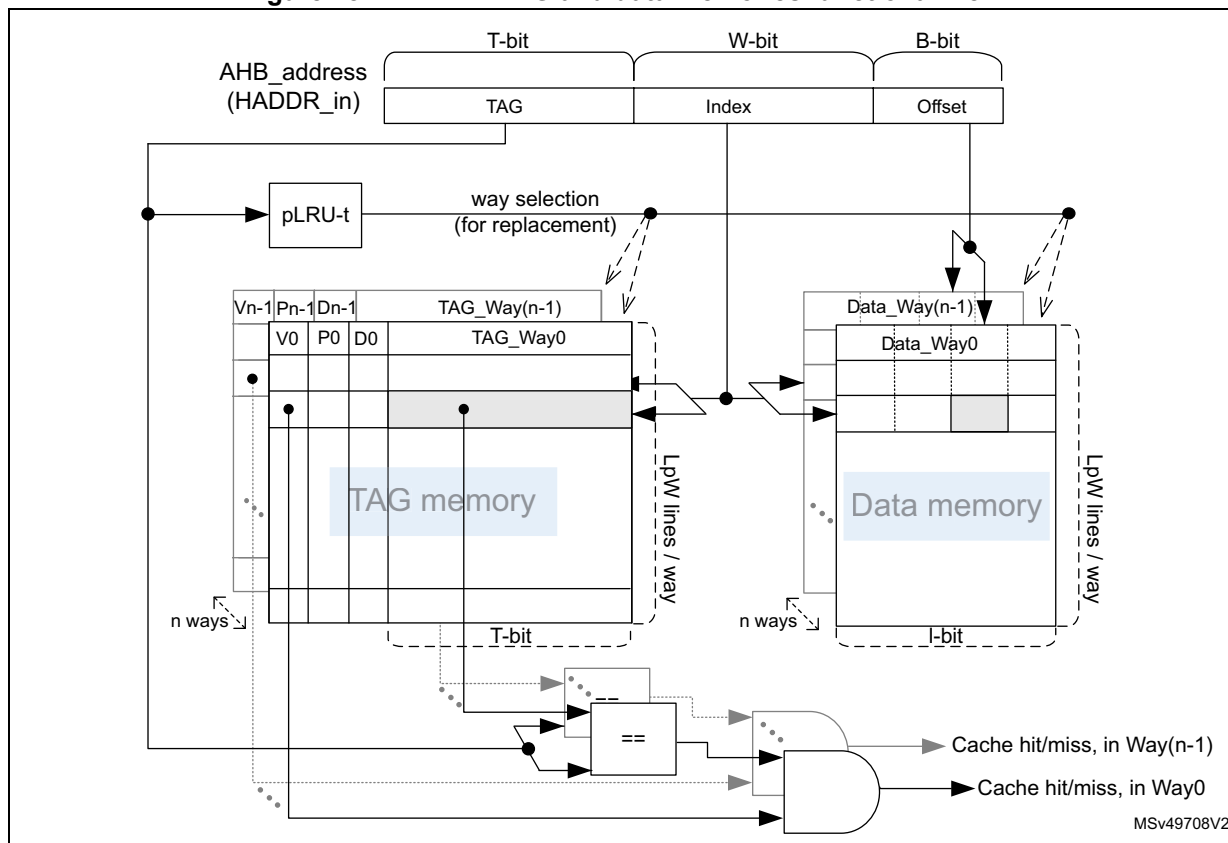 T-bit
W-bit
B-bit
AHB_address
(HADDR_in)
TAG
Index
Offset
pLRU-t
way selection
(for replacement)
Vn-1
Pn-1
Dn-1
TAG_Way(n-1)
V0
P0
D0
TAG_Way0
Data_Way(n-1)
Data_Way0
TAG memory
LpW lines / way
Data memory
LpW lines / way
n ways
T-bit
n ways
I-bit
==
==
Cache hit/miss, in Way(n-1)
Cache hit/miss, in Way0
MSv49708V2